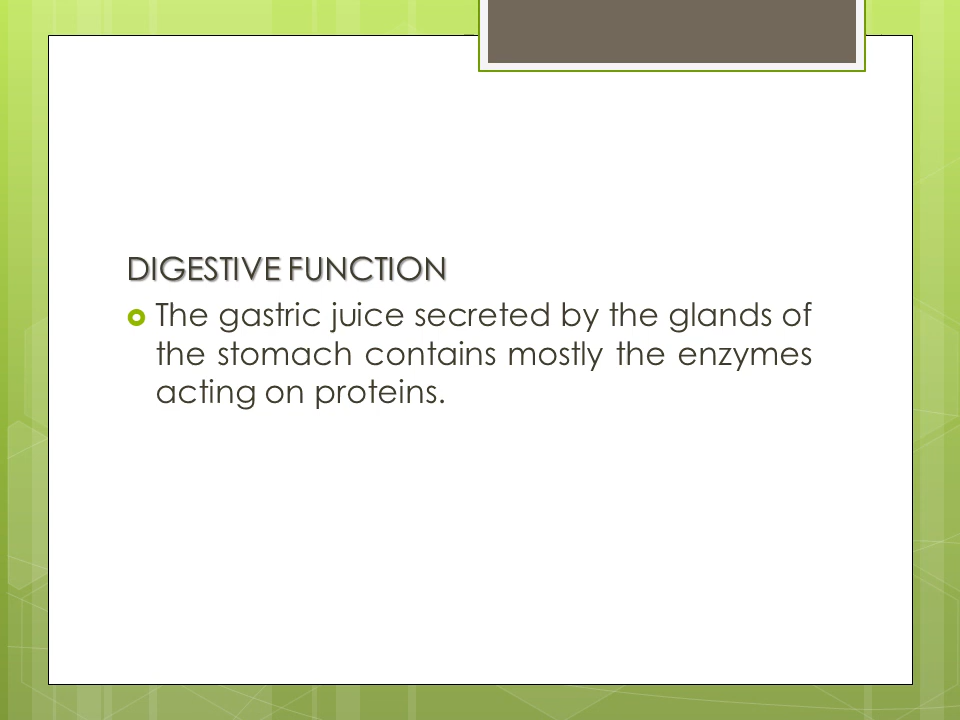 DIGESTIVE FUNCTION
The gastric juice secreted by the glands of
the stomach contains mostly the enzymes
acting on proteins.